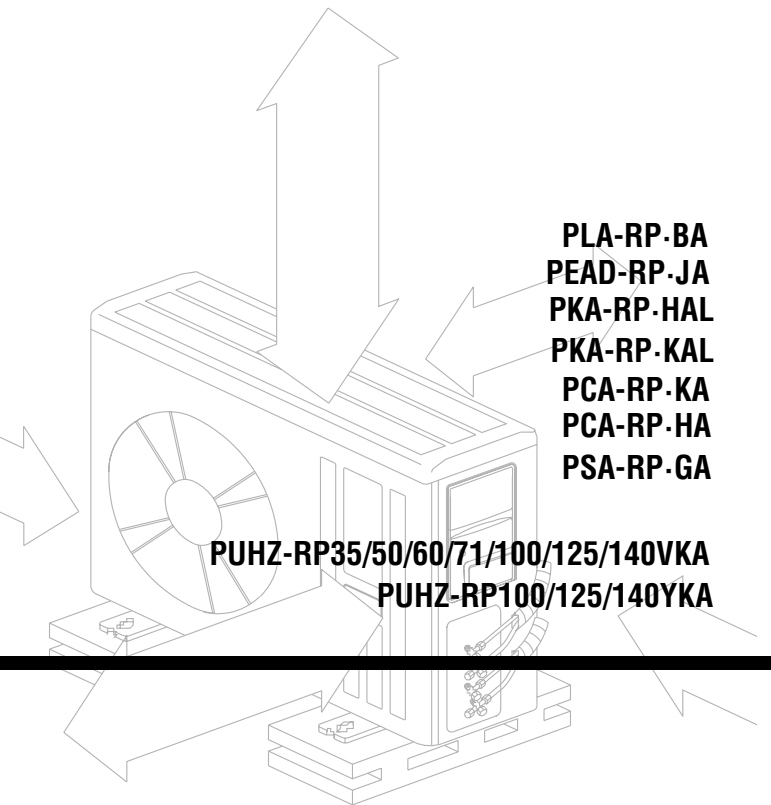 PLA-RP·BA
PEAD-RP·JA
PKA-RP·HAL
PKA-RP·KAL
PCA-RP·KA
PCA-RP·HA
PSA-RP·GA
PUHZ-RP35/50/60/71/100/125/140VKA
PUHZ-RP100/125/140YKA